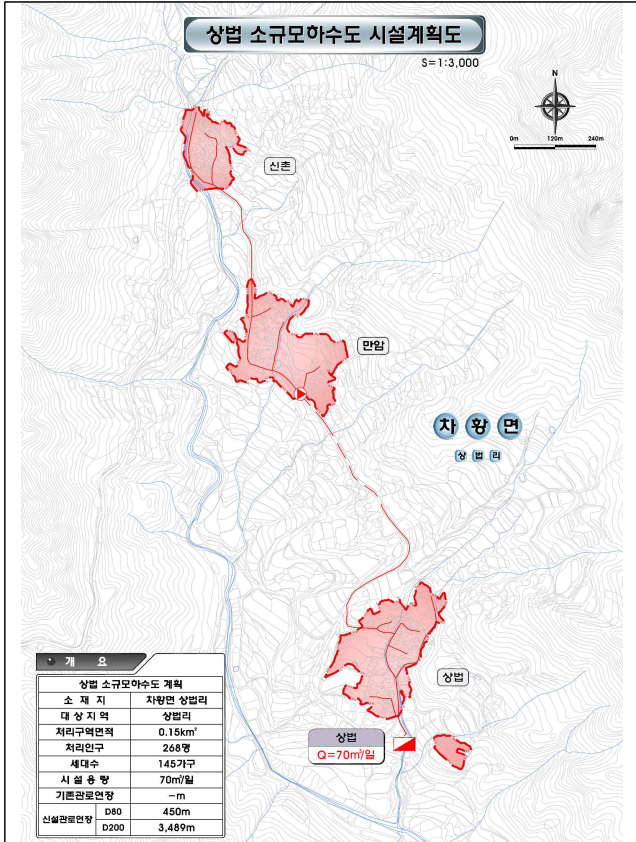 상법 소규모하수도 시설계획도
S=1:3,000
N
0m 120m 240m
신촌
만암
차황면
상법리
상법
상법
Q=70㎥/일
개 요
상법 소규모하수도 계획
소 재 지 차황면 상법리
대 상 지 역 상법리
처리구역면적 0.15km²
처리인구 268명
세대수 145가구
시 설 용 량 70㎥/일
기존관로연장 -m
신설관로연장 D80 450m
D200 3,489m